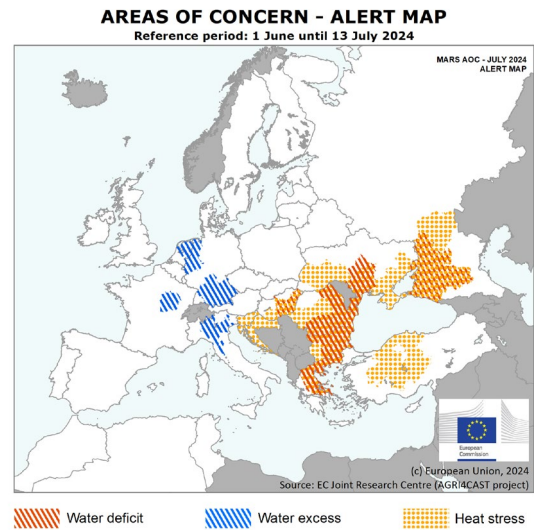 AREAS OF CONCERN - ALERT MAP
Reference period: 1 June until 13 July 2024
MARS AOC - JULY 2024
ALERT MAP
European
Commission
(c) European Union, 2024
Source: EC Joint Research Centre (AGRI4CAST project)
Water deficit
Water excess
Heat stress